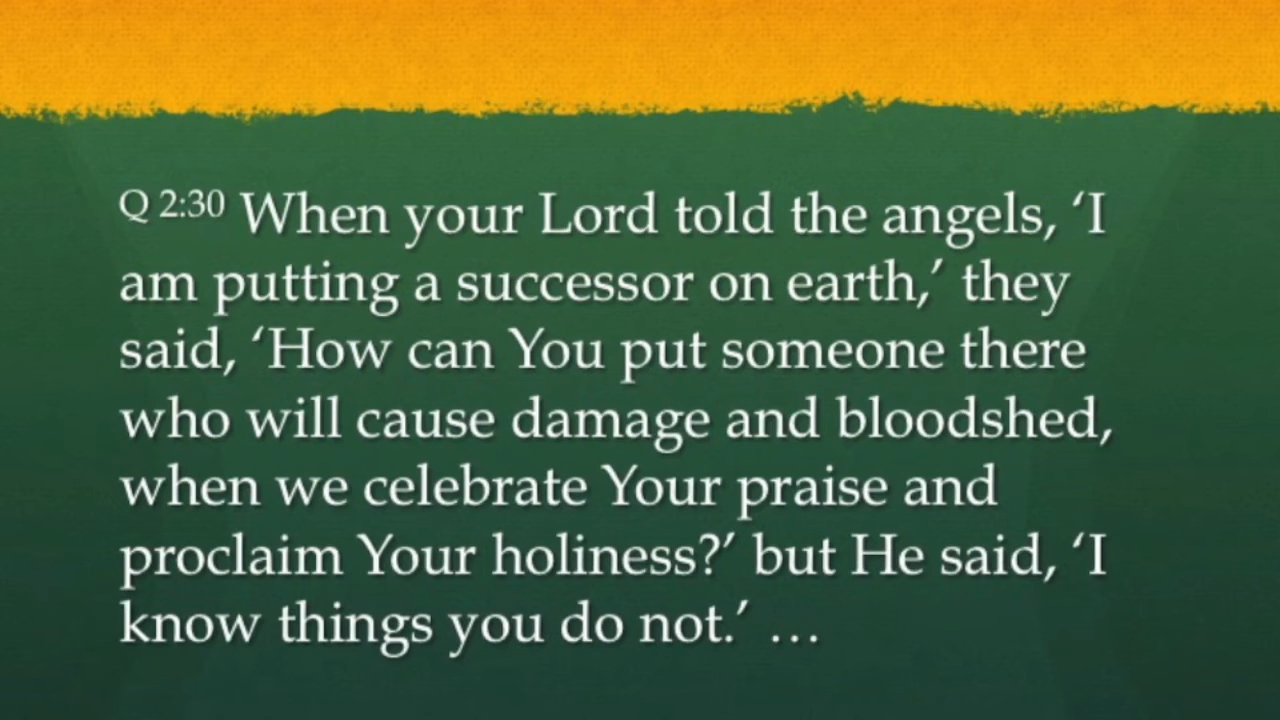 Q 2:30 When your Lord told the angels, ‘I
am putting a successor on earth,’ they
said, ‘How can You put someone there
who will cause damage and bloodshed,
when we celebrate Your praise and
proclaim Your holiness?’ but He said, ‘I
know things you do not.’ …